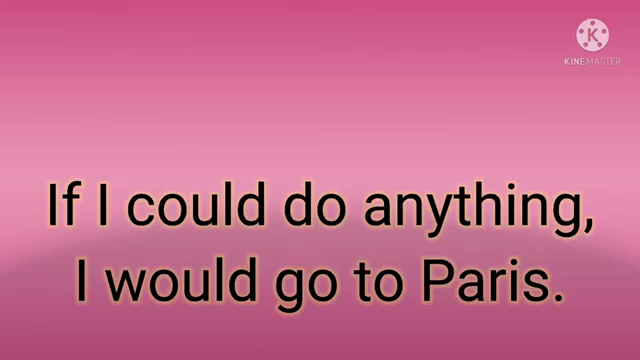 K
KINEMASTER
If I could do anything,
I would go to Paris.